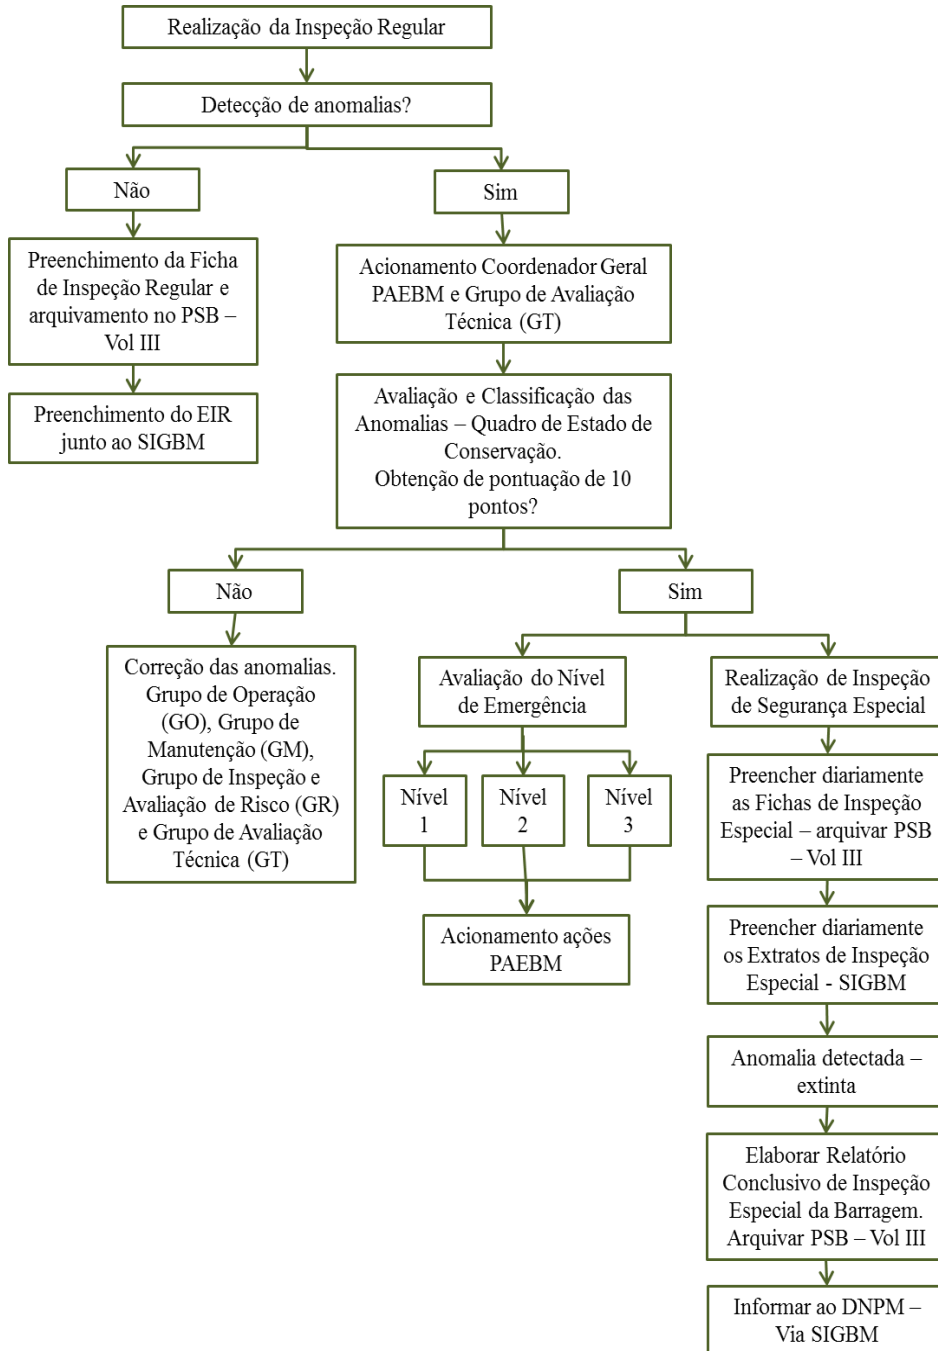 Realização da Inspeção Regular
Detecção de anomalias?
Não
Sim
Preenchimento da Ficha
de Inspeção Regular e
arquivamento no PSB –
Vol III
Acionamento Coordenador Geral
PAEBM e Grupo de Avaliação
Técnica (GT)
Preenchimento do EIR
junto ao SIGBM
Avaliação e Classificação das
Anomalias – Quadro de Estado de
Conservação.
Obtenção de pontuação de 10
pontos?
Não
Sim
Correção das anomalias.
Grupo de Operação
(GO), Grupo de
Manutenção (GM),
Grupo de Inspeção e
Avaliação de Risco (GR)
e Grupo de Avaliação
Técnica (GT)
Avaliação do Nível
de Emergência
Realização de Inspeção
de Segurança Especial
Nível
1
Nível
2
Nível
3
Preencher diariamente
as Fichas de Inspeção
Especial – arquivar PSB
– Vol III
Acionamento ações
PAEBM
Preencher diariamente
os Extratos de Inspeção
Especial - SIGBM
Anomalia detectada –
extinta
Elaborar Relatório
Conclusivo de Inspeção
Especial da Barragem.
Arquivar PSB – Vol III
Informar ao DNPM –
Via SIGBM